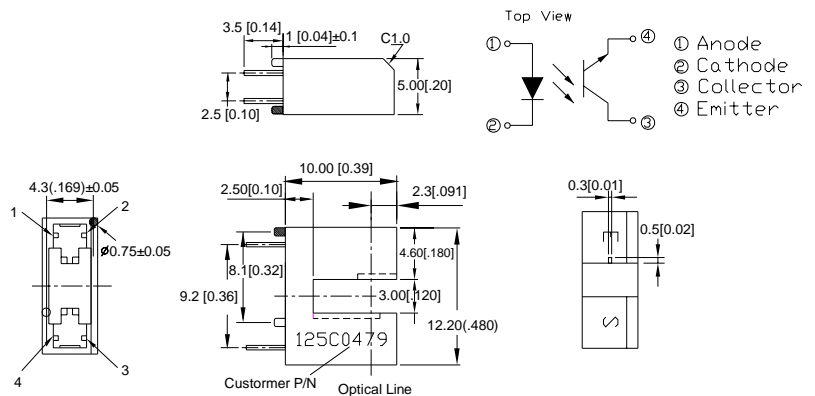 Top View
3.5 [0.14]
1 [0.04]±0.1
C1.0
5.00[.20]
2.5 [0.10]
① ② ③ ④
① Anode
② Cathode
③ Collector
④ Emitter
4.3(.169)±0.05
1
2
ø0.75±0.05
4
3
10.00 [0.39]
2.50[0.10]
2.3[.091]
4.60[.180]
8.1[0.32]
9.2 [0.36]
3.00[.120]
12.20(.480)
125C0479
Custormer P/N
Optical Line
0.3[0.01]
0.5[0.02]
E
S